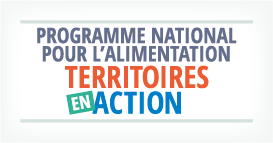 PROGRAMME NATIONAL
POUR L'ALIMENTATION
TERRITOIRES
EN ACTION